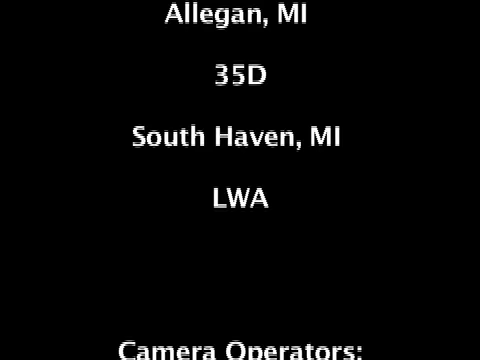 Allegan, MI
35D
South Haven, MI
LWA
Camera Operators: